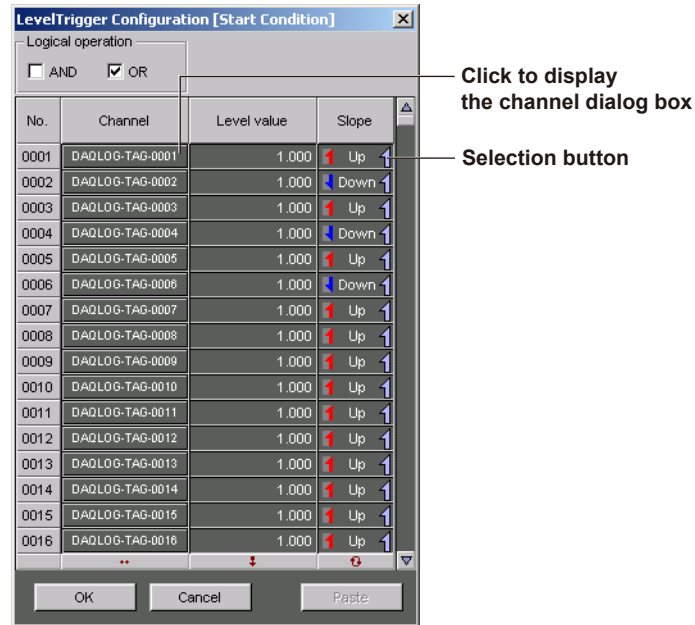 LevelTrigger Configuration [Start Condition]
Logical operation
AND OR
Click to display
the channel dialog box
No. Channel Level value Slope
0001 DAQLOG-TAG-0001 1.000 Up
Selection button
0002 DAQLOG-TAG-0002 1.000 Down
0003 DAQLOG-TAG-0003 1.000 Up
0004 DAQLOG-TAG-0004 1.000 Down
0005 DAQLOG-TAG-0005 1.000 Up
0006 DAQLOG-TAG-0006 1.000 Down
0007 DAQLOG-TAG-0007 1.000 Up
0008 DAQLOG-TAG-0008 1.000 Up
0009 DAQLOG-TAG-0009 1.000 Up
0010 DAQLOG-TAG-0010 1.000 Up
0011 DAQLOG-TAG-0011 1.000 Up
0012 DAQLOG-TAG-0012 1.000 Up
0013 DAQLOG-TAG-0013 1.000 Up
0014 DAQLOG-TAG-0014 1.000 Up
0015 DAQLOG-TAG-0015 1.000 Up
0016 DAQLOG-TAG-0016 1.000 Up
OK Cancel Paste